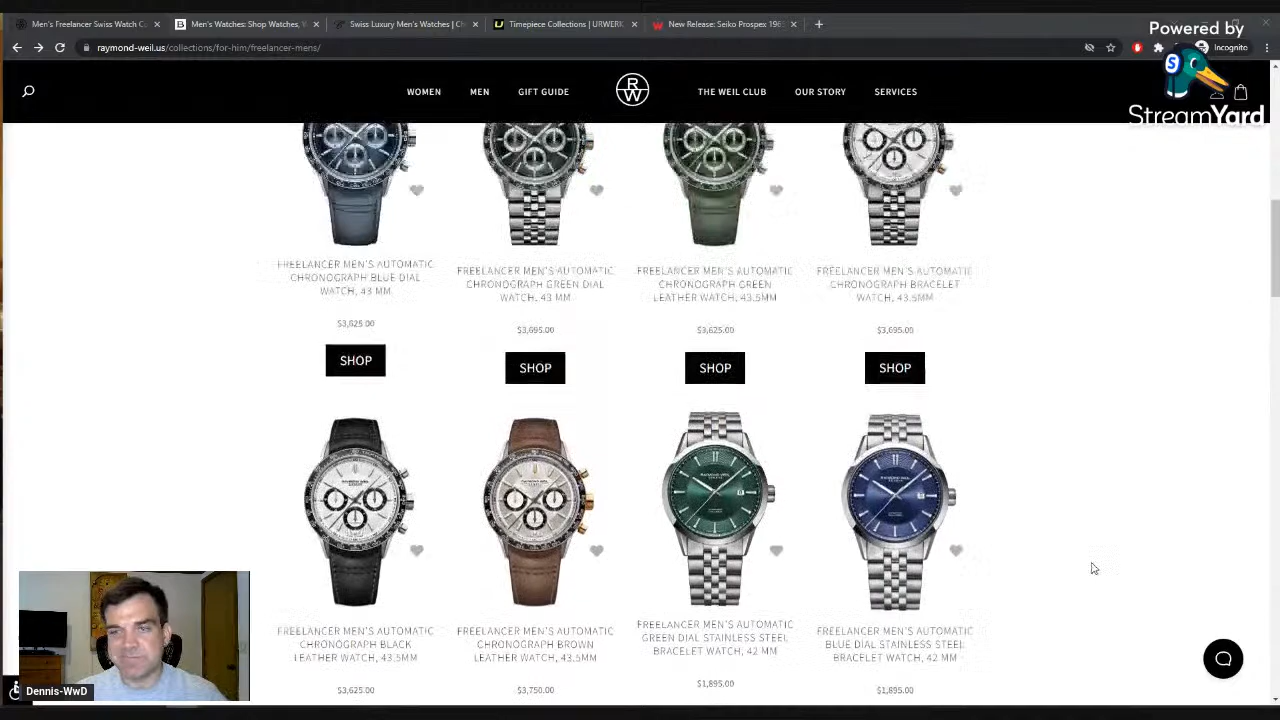 Men's Freelancer Swiss Watch C
Men's Watches: Shop Watches, W
Swiss Luxury Men's Watches | Ch
Timepiece Collections | URWERK
New Release: Seiko Prospex 196
Powered by
raymond-weil.us/collections/for-him/freelancer-mens/
Incognito
StreamYard
WOMEN
MEN
GIFT GUIDE
RW
THE WEIL CLUB
OUR STORY
SERVICES
FREELANCER MEN'S AUTOMATIC
CHRONOGRAPH BLUE DIAL
WATCH, 43 MM
$3,625.00
SHOP
FREELANCER MEN'S AUTOMATIC
CHRONOGRAPH GREEN DIAL
WATCH, 43 MM
$3,695.00
SHOP
FREELANCER MEN'S AUTOMATIC
CHRONOGRAPH GREEN
LEATHER WATCH, 43.5MM
$3,625.00
SHOP
FREELANCER MEN'S AUTOMATIC
CHRONOGRAPH BRACELET
WATCH, 43.5MM
$3,695.00
SHOP
FREELANCER MEN'S AUTOMATIC
CHRONOGRAPH BLACK
LEATHER WATCH, 43.5MM
$3,625.00
FREELANCER MEN'S AUTOMATIC
CHRONOGRAPH BROWN
LEATHER WATCH, 43.5MM
$3,750.00
FREELANCER MEN'S AUTOMATIC
GREEN DIAL STAINLESS STEEL
BRACELET WATCH, 42 MM
$1,895.00
FREELANCER MEN'S AUTOMATIC
BLUE DIAL STAINLESS STEEL
BRACELET WATCH, 42 MM
$1,895.00
Dennis-WwD